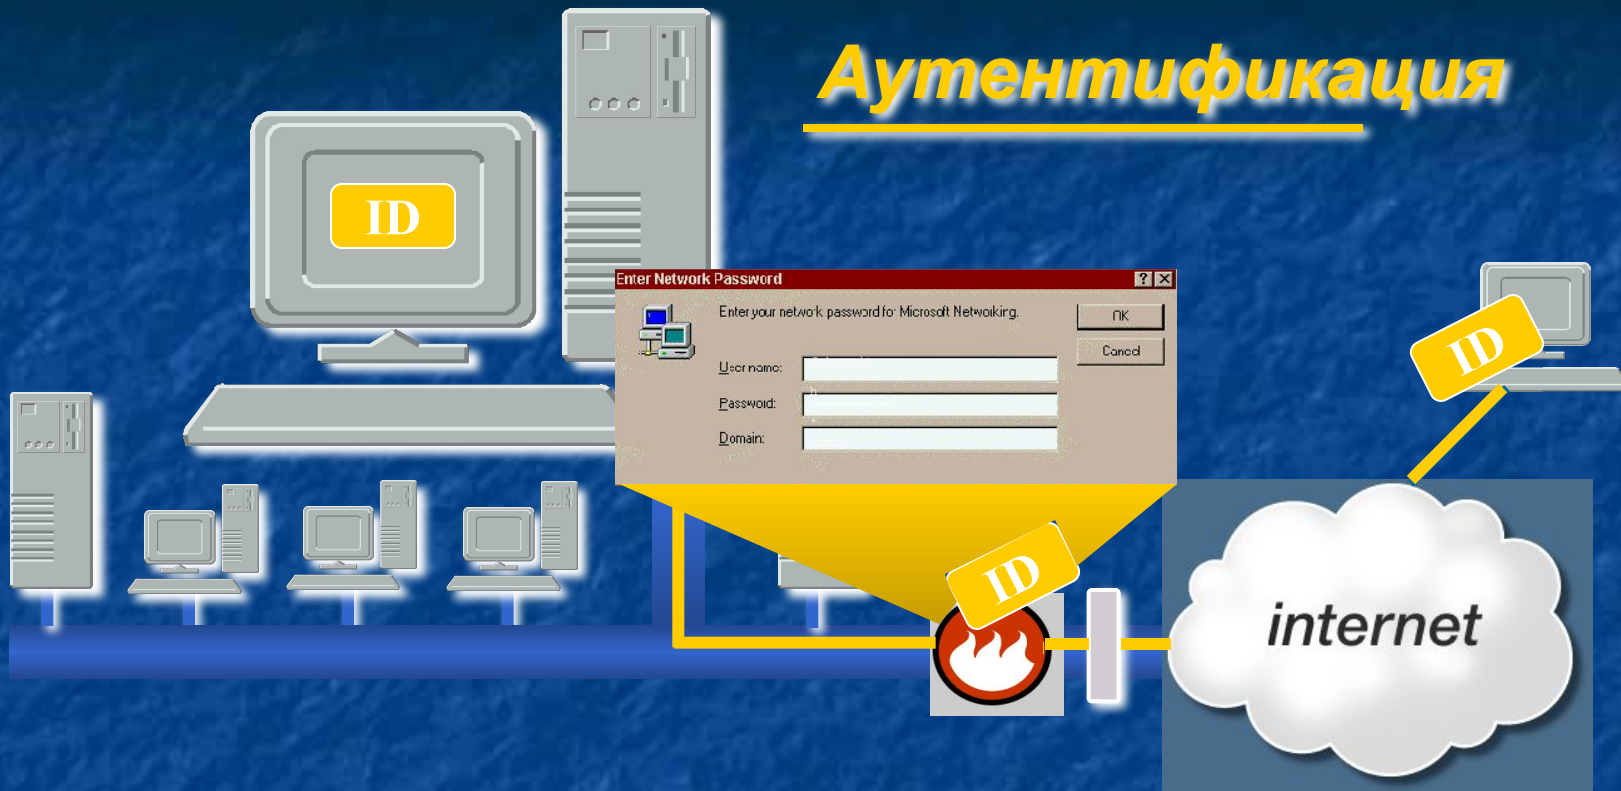 Аутентификация
ID
Enter Network Password
Enter your network password for Microsoft Networking.
OK
Cancel
User name:
Password:
Domain:
ID
ID
internet